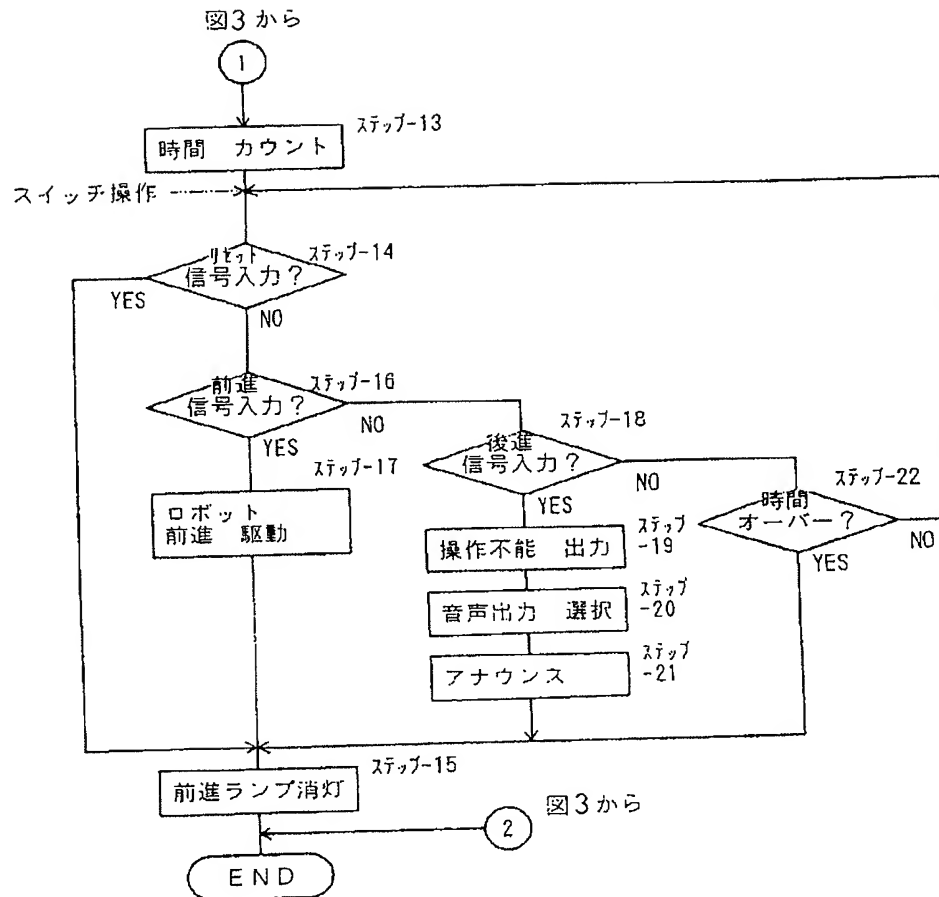 図3から
1
ステップ-13
時間 カウント
スイッチ操作
リセット
ステップ-14
信号入力?
YES
NO
前進
ステップ-16
信号入力?
NO
YES
ステップ-18
後進
信号入力?
NO
YES
ステップ-17
ロボット
前進 駆動
ステップ-22
時間
オーバー?
NO
YES
ステップ
-19
操作不能 出力
ステップ
-20
音声出力 選択
ステップ
-21
アナウンス
ステップ-15
前進ランプ消灯
図3から
2
END